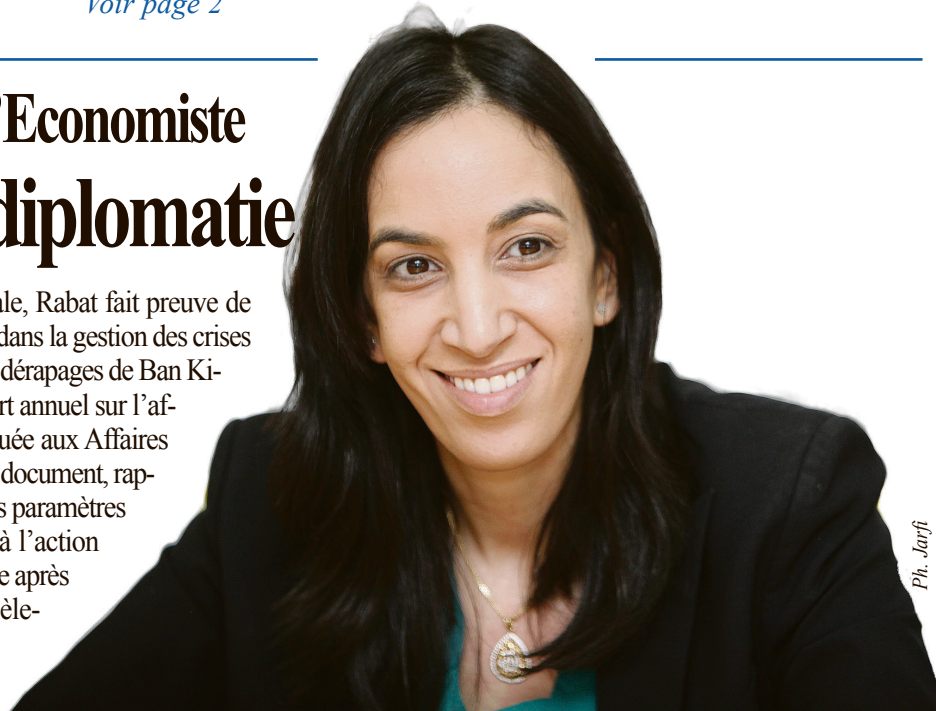 Voir page 2
'Economiste
diplomatie
ale, Rabat fait preuve de
dans la gestion des crises
dérapages de Ban Ki-
rt annuel sur l'af-
uée aux Affaires
document, rap-
s paramètres
à l'action
e après
èle-
Ph. Jarfi